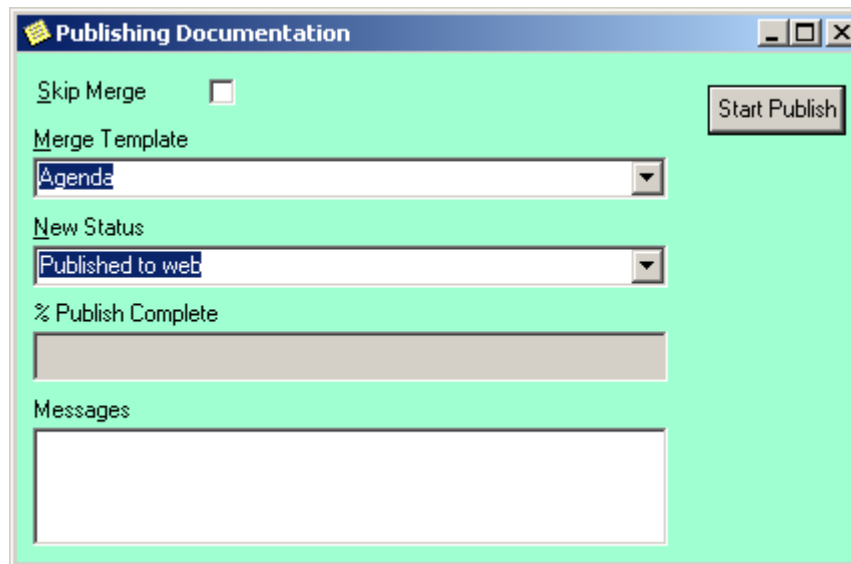 Publishing Documentation
Skip Merge
Start Publish
Merge Template
Agenda
New Status
Published to web
% Publish Complete
Messages